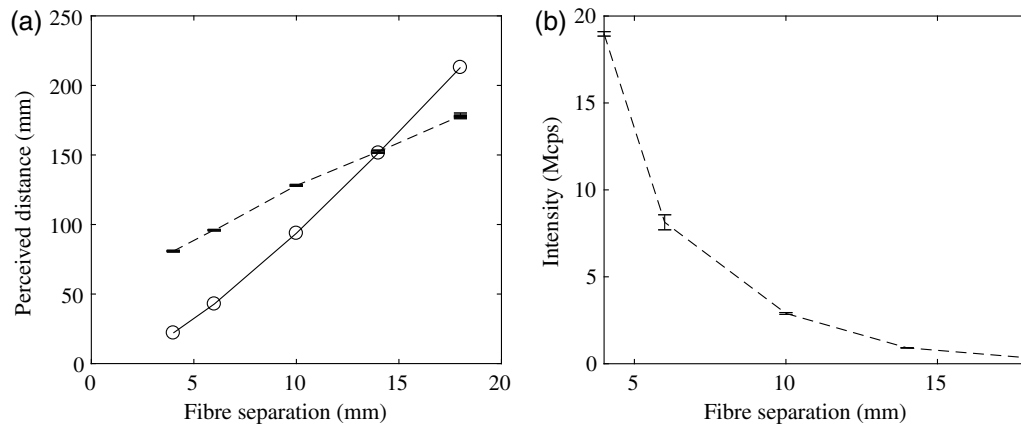 (a)
250
200
150
100
50
0
Perceived distance (mm)
0 5 10 15 20
Fibre separation (mm)
(b)
20
15
10
5
0
Intensity (Mcps)
5 10 15
Fibre separation (mm)